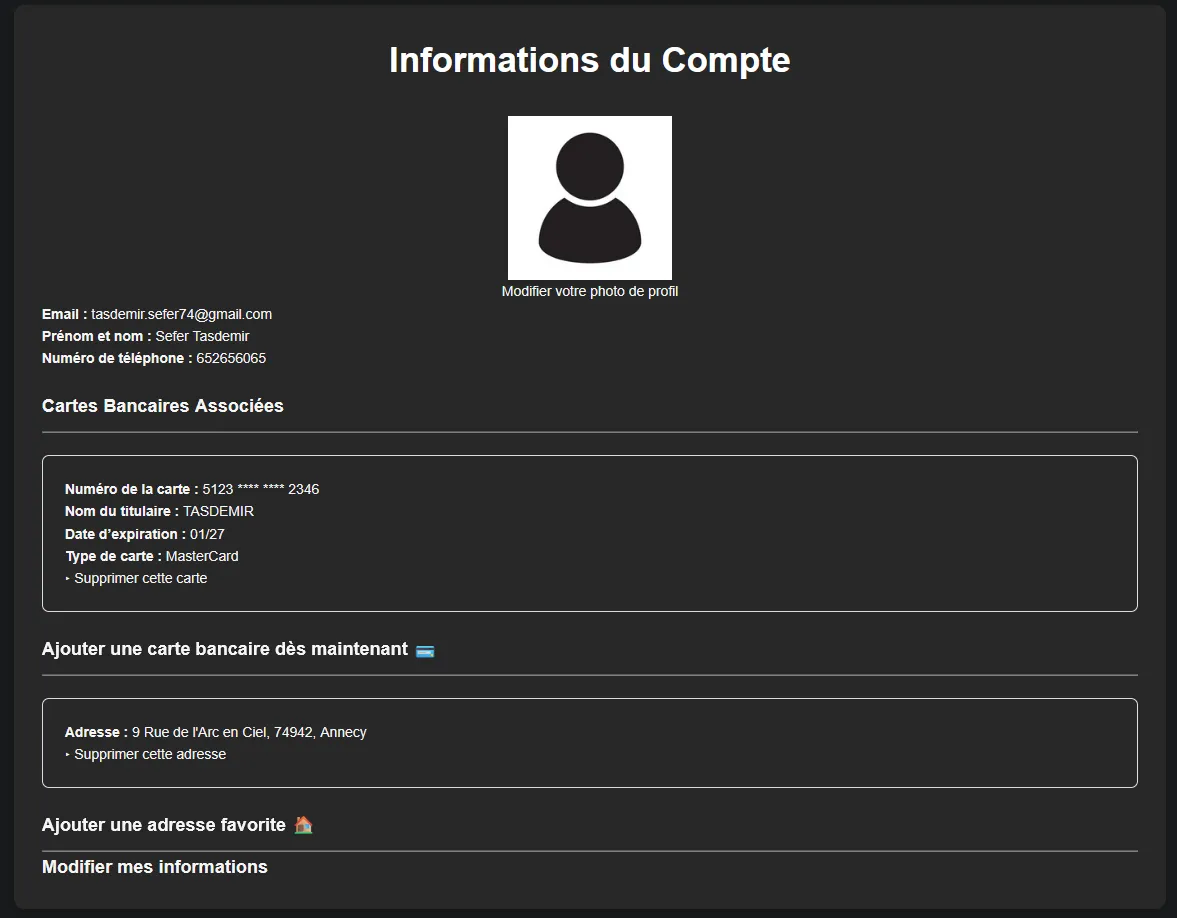 Informations du Compte
Modifier votre photo de profil
Email : tasdemir.sefer74@gmail.com
Prénom et nom : Sefer Tasdemir
Numéro de téléphone : 652656065
Cartes Bancaires Associées
Numéro de la carte : 5123 **** **** 2346
Nom du titulaire : TASDEMIR
Date d’expiration : 01/27
Type de carte : MasterCard
‣ Supprimer cette carte
Ajouter une carte bancaire dès maintenant 💳
Adresse : 9 Rue de l'Arc en Ciel, 74942, Annecy
‣ Supprimer cette adresse
Ajouter une adresse favorite 🏠
Modifier mes informations